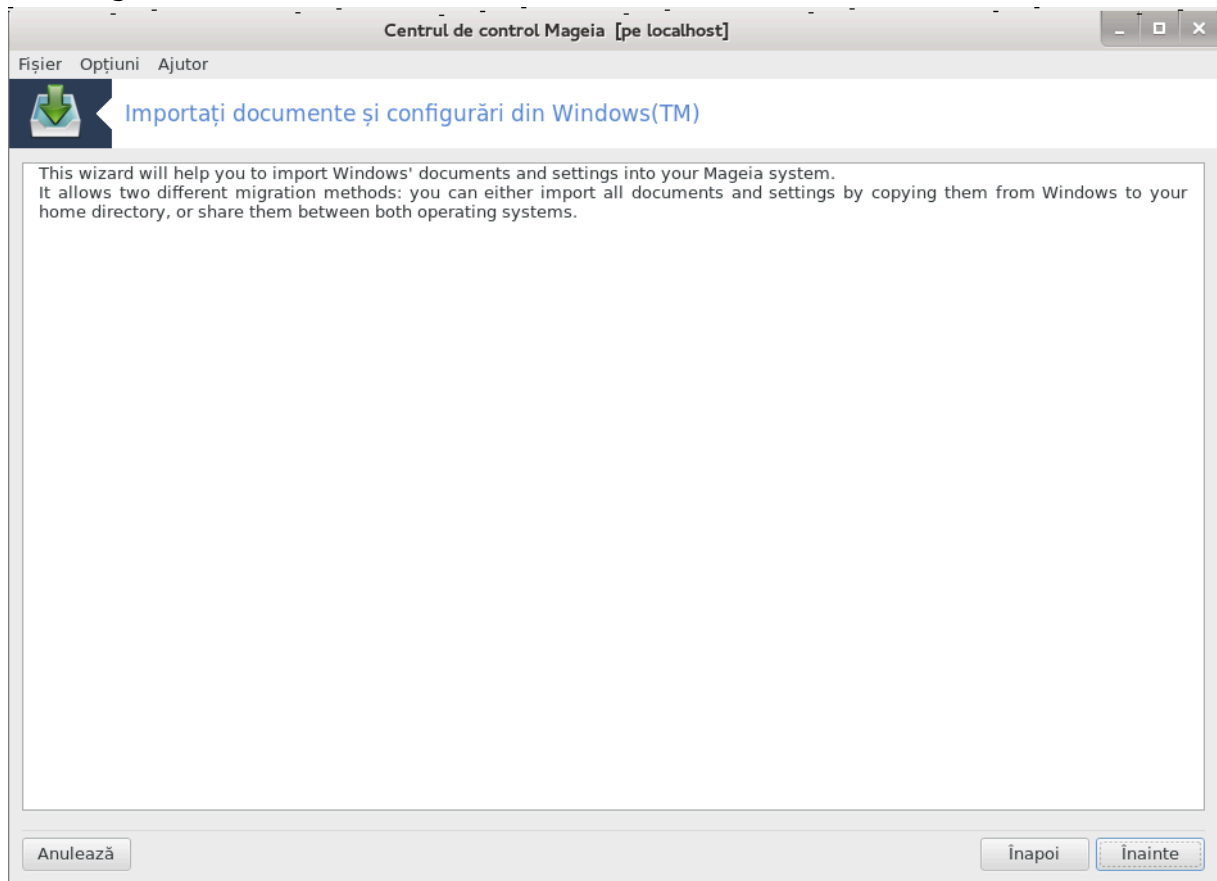 Centrul de control Mageia [pe localhost]
Fișier Opțiuni Ajutor
Importați documente și configurări din Windows(TM)
This wizard will help you to import Windows' documents and settings into your Mageia system.
It allows two different migration methods: you can either import all documents and settings by copying them from Windows to your
home directory, or share them between both operating systems.
Anulează Înapoi Înainte